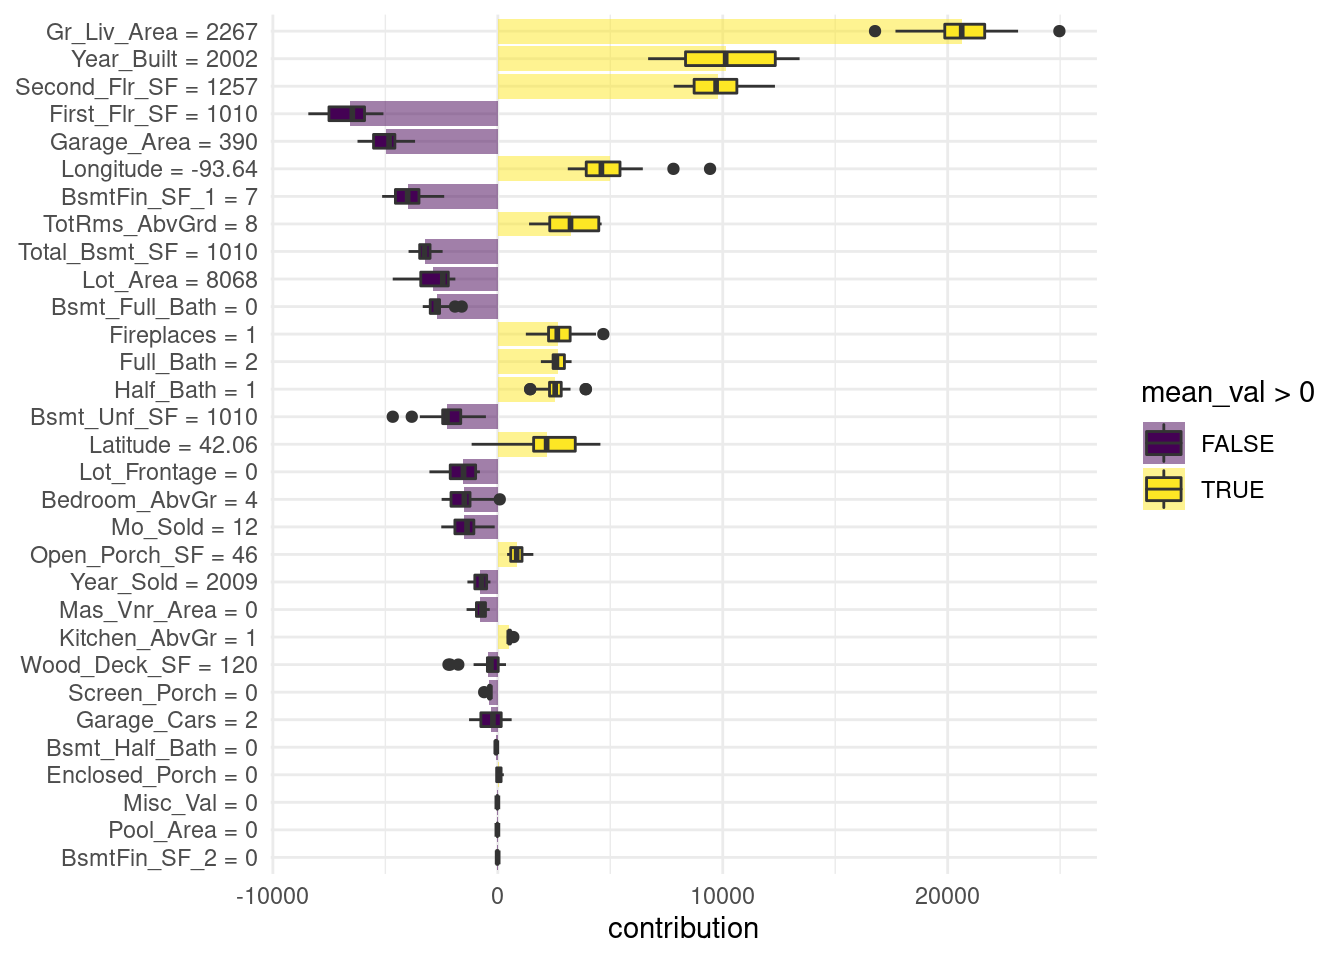 Gr_Liv_Area = 2267
Year_Built = 2002
Second_Flr_SF = 1257
First_Flr_SF = 1010
Garage_Area = 390
Longitude = -93.64
BsmtFin_SF_1 = 7
TotRms_AbvGrd = 8
Total_Bsmt_SF = 1010
Lot_Area = 8068
Bsmt_Full_Bath = 0
Fireplaces = 1
Full_Bath = 2
Half_Bath = 1
Bsmt_Unf_SF = 1010
Latitude = 42.06
Lot_Frontage = 0
Bedroom_AbvGr = 4
Mo_Sold = 12
Open_Porch_SF = 46
Year_Sold = 2009
Mas_Vnr_Area = 0
Kitchen_AbvGr = 1
Wood_Deck_SF = 120
Screen_Porch = 0
Garage_Cars = 2
Bsmt_Half_Bath = 0
Enclosed_Porch = 0
Misc_Val = 0
Pool_Area = 0
BsmtFin_SF_2 = 0
-10000 0 10000 20000
contribution
mean_val > 0
FALSE
TRUE